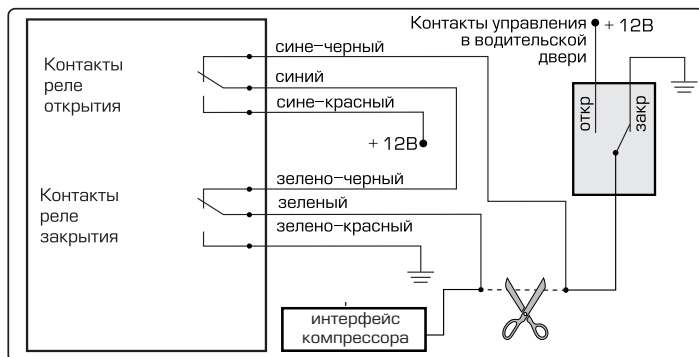 Контакты управления
в водительской
двери
+ 12В
Контакты
реле
открытия
сине-черный
синий
сине-красный
+ 12В
откр
закр
Контакты
реле
закрытия
зелено-черный
зеленый
зелено-красный
интерфейс
компрессора